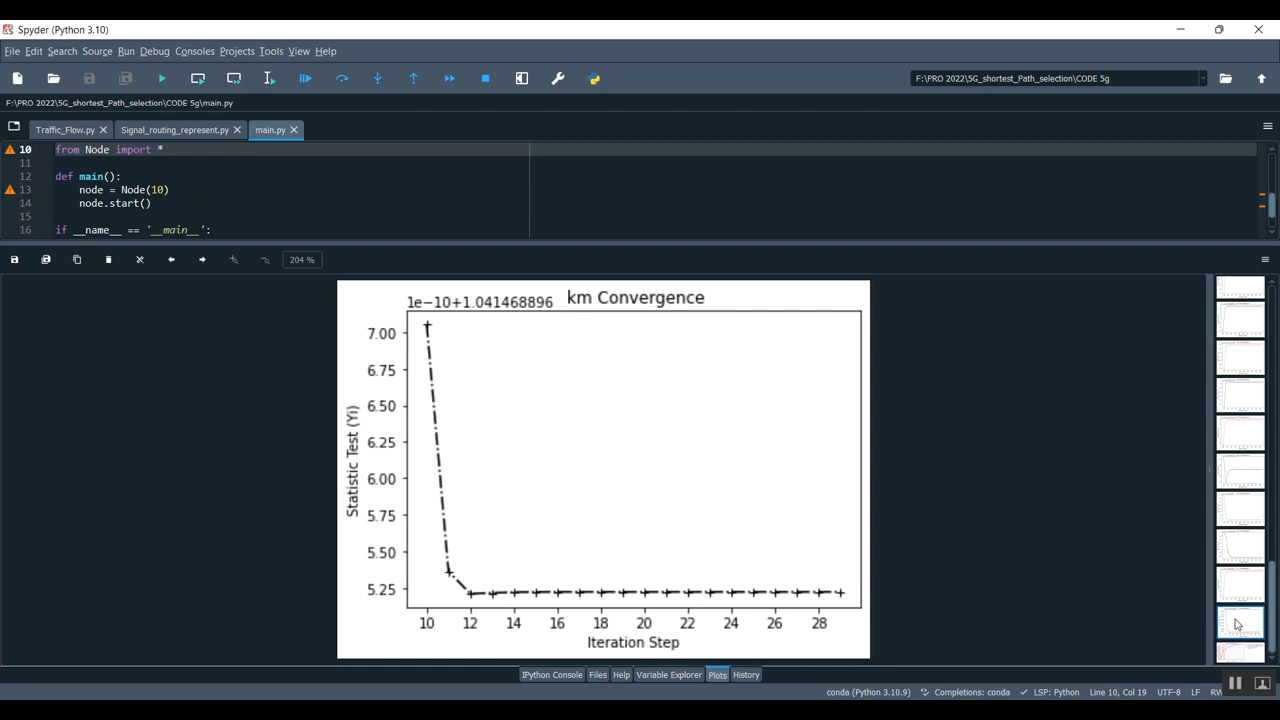 Spyder (Python 3.10)
File Edit Search Source Run Debug Consoles Projects Tools View Help
F:\PRO 2022\5G_shortest_Path_selection\CODE 5g
F:\PRO 2022\5G_shortest_Path_selection\CODE 5g\main.py
Traffic_Flow.py Signal_routing_represent.py main.py
10 from Node import *
11
12 def main():
13 node = Node(10)
14 node.start()
15
16 if __name__ == '__main__':
204 %
1e−10+1.041468896 km Convergence
7.00
6.75
6.50
6.25
6.00
5.75
5.50
5.25
Statistic Test (Yi)
10 12 14 16 18 20 22 24 26 28
Iteration Step
IPython Console Files Help Variable Explorer Plots History
conda (Python 3.10.9) Completions: conda LSP: Python Line 10, Col 19 UTF-8 LF RW